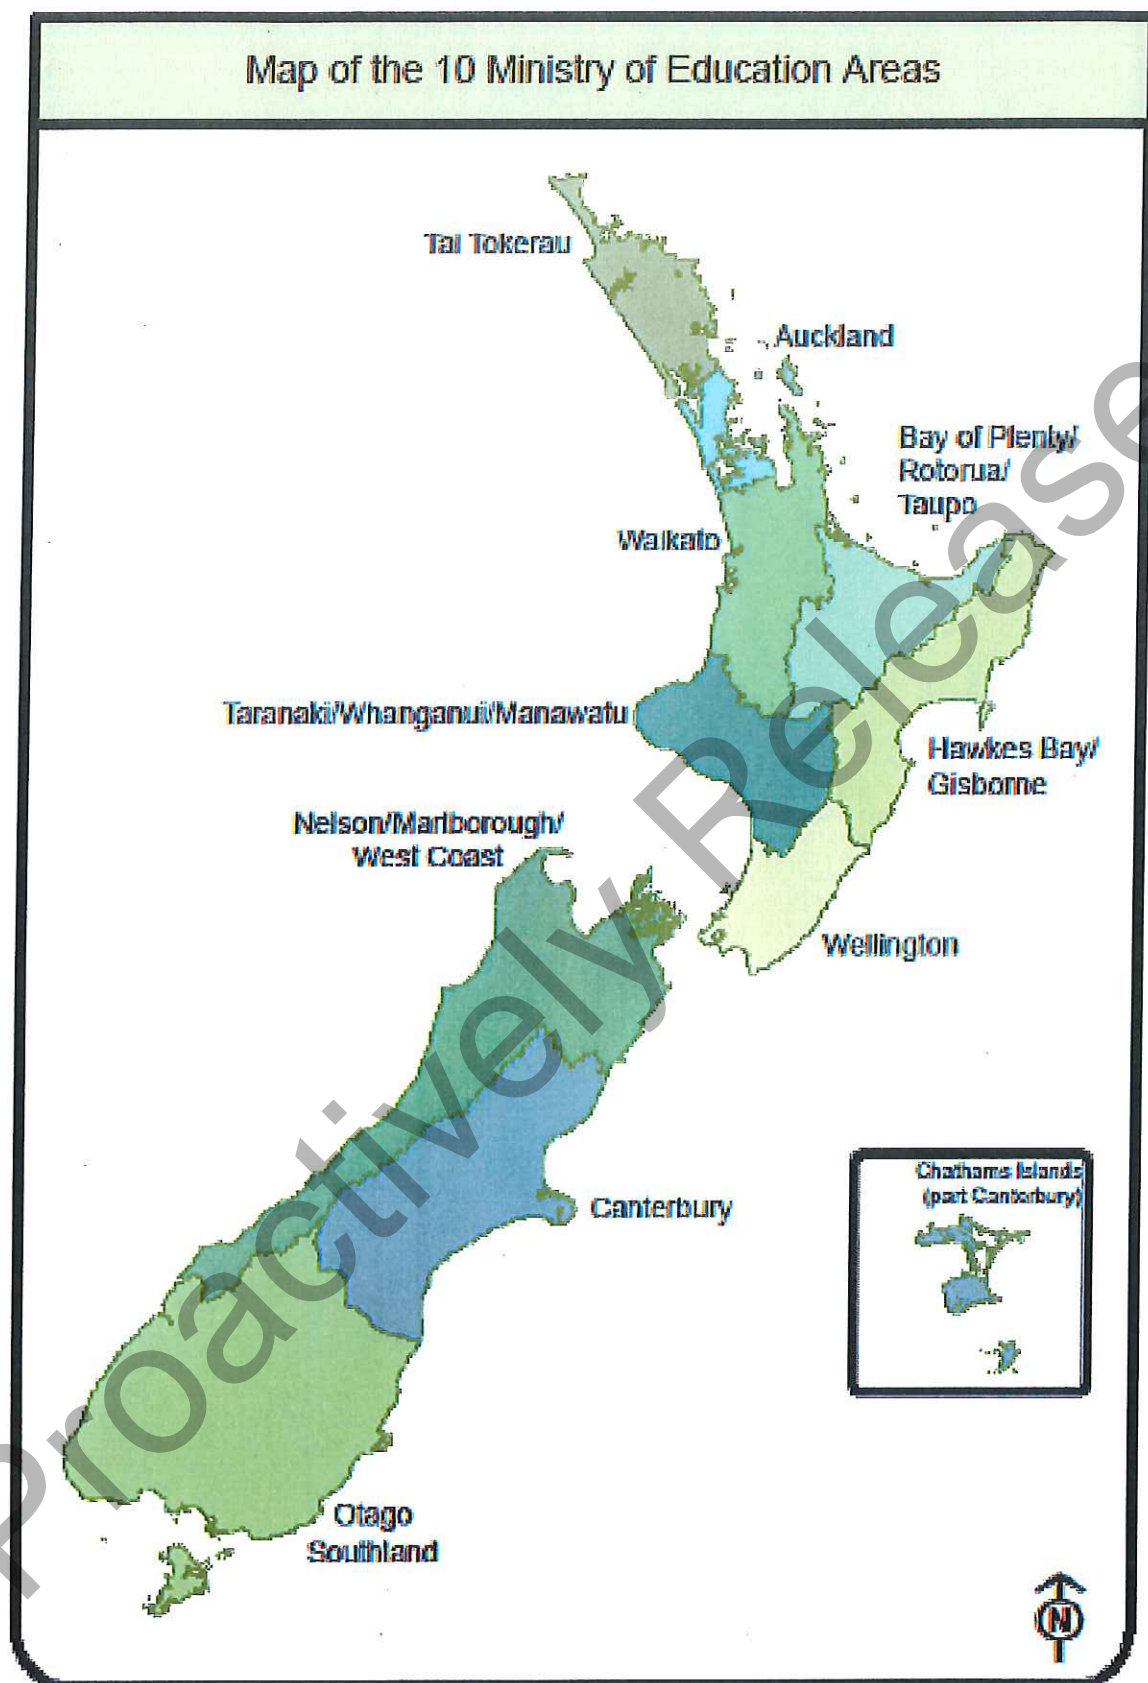 Map of the 10 Ministry of Education Areas
Tai Tokerau
Auckland
Bay of Plenty/
Rotorua/
Taupo
Waikato
Taranaki/Whanganui/Manawatu
Hawkes Bay/
Gisborne
Nelson/Marlborough/
West Coast
Wellington
Chathams Islands
(part Canterbury)
Canterbury
Otago
Southland
N
Proactively Release